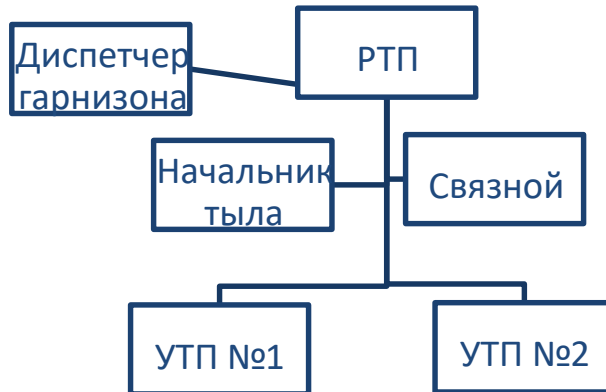 Диспетчер
гарнизона
РТП
Начальник
тыла
Связной
УТП №1
УТП №2